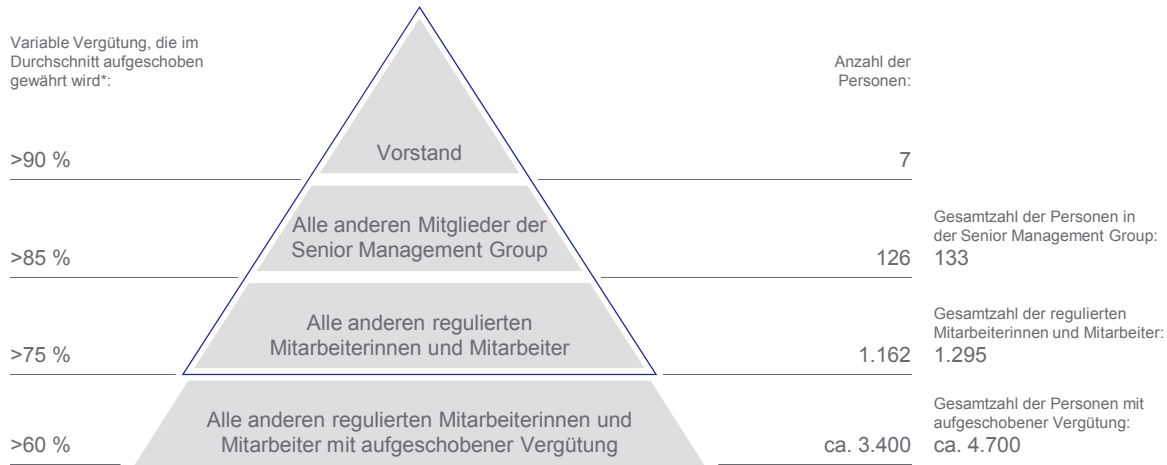 Variable Vergütung, die im
Durchschnitt aufgeschoben
gewährt wird*:
Anzahl der
Personen:
>90 %
Vorstand
7
>85 %
Alle anderen Mitglieder der
Senior Management Group
126
Gesamtzahl der Personen in
der Senior Management Group:
133
>75 %
Alle anderen regulierten
Mitarbeiterinnen und Mitarbeiter
1.162
Gesamtzahl der regulierten
Mitarbeiterinnen und Mitarbeiter:
1.295
>60 %
Alle anderen regulierten Mitarbeiterinnen und
Mitarbeiter mit aufgeschobener Vergütung
ca. 3.400
Gesamtzahl der Personen mit
aufgeschobener Vergütung:
ca. 4.700